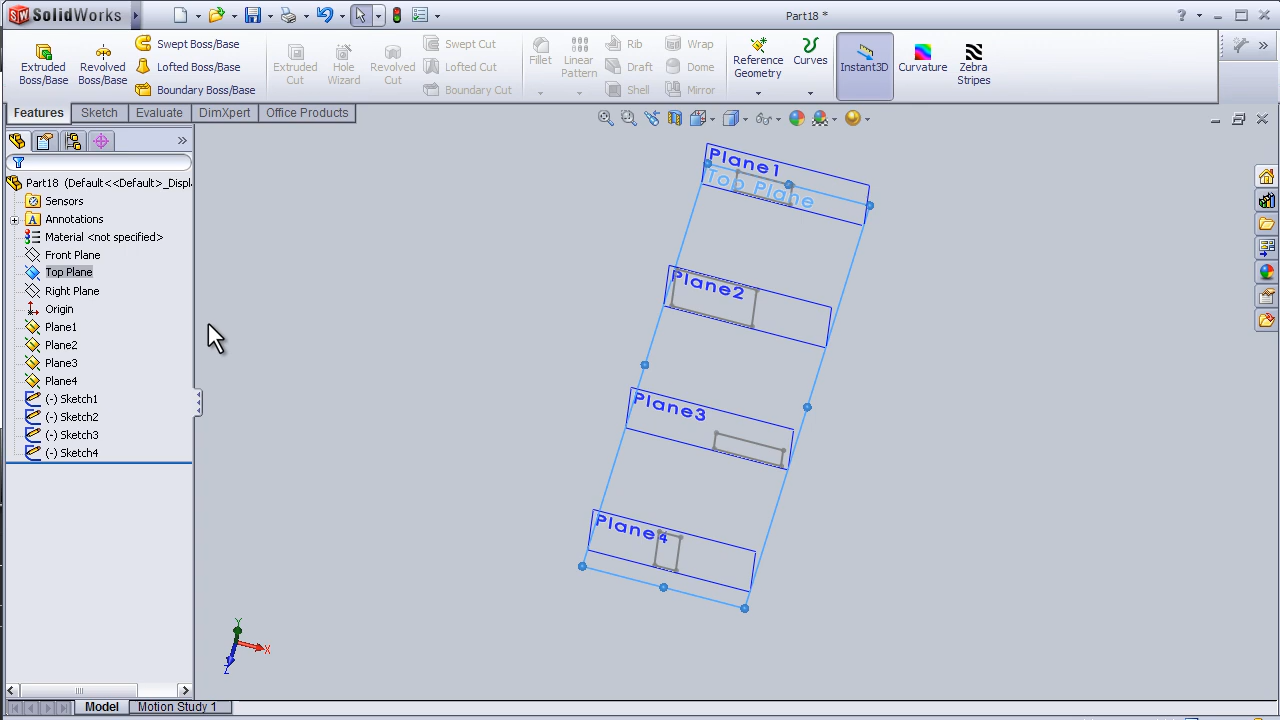 SW SolidWorks
Part18 *
?
Extruded Boss/Base
Revolved Boss/Base
Swept Boss/Base
Lofted Boss/Base
Boundary Boss/Base
Extruded Cut
Hole Wizard
Revolved Cut
Swept Cut
Lofted Cut
Boundary Cut
Fillet
Linear Pattern
Rib
Draft
Shell
Wrap
Dome
Mirror
Reference Geometry
Curves
Instant3D
Curvature
Zebra Stripes
Features Sketch Evaluate DimXpert Office Products
Part18 (Default<<Default>_Displ
Sensors
Annotations
Material <not specified>
Front Plane
Top Plane
Right Plane
Origin
Plane1
Plane2
Plane3
Plane4
(-) Sketch1
(-) Sketch2
(-) Sketch3
(-) Sketch4
Plane1
Top Plane
Plane2
Plane3
Plane4
Y
X
Z
Model Motion Study 1